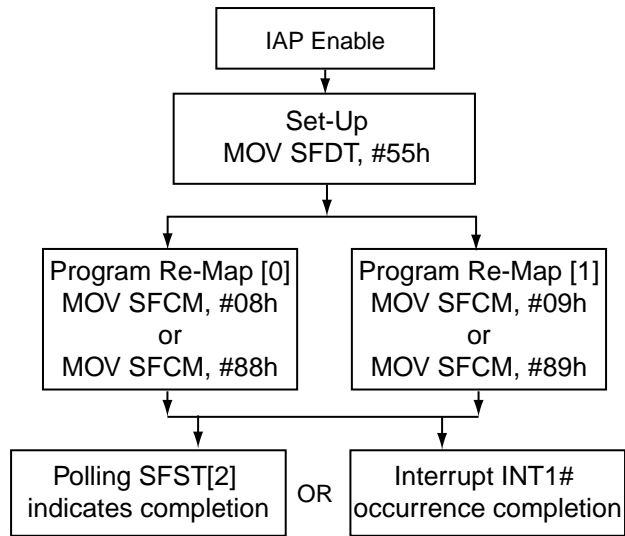 IAP Enable
Set-Up
MOV SFDT, #55h
Program Re-Map [0]
MOV SFCM, #08h
or
MOV SFCM, #88h
Program Re-Map [1]
MOV SFCM, #09h
or
MOV SFCM, #89h
Polling SFST[2]
indicates completion
OR
Interrupt INT1#
occurrence completion